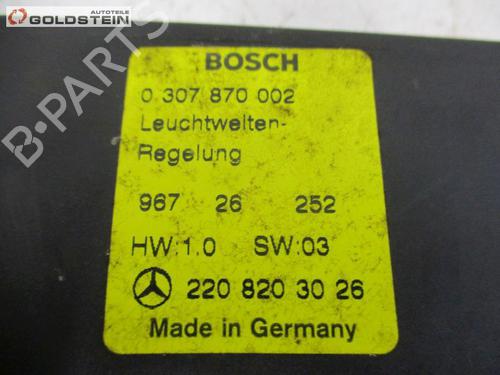 AUTOTEILE
GOLDSTEIN
B-PARTS
BOSCH
0 307 870 002
Leuchtweiten-
Regelung
967 26 252
HW:1.0 SW:03
220 820 30 26
Made in Germany